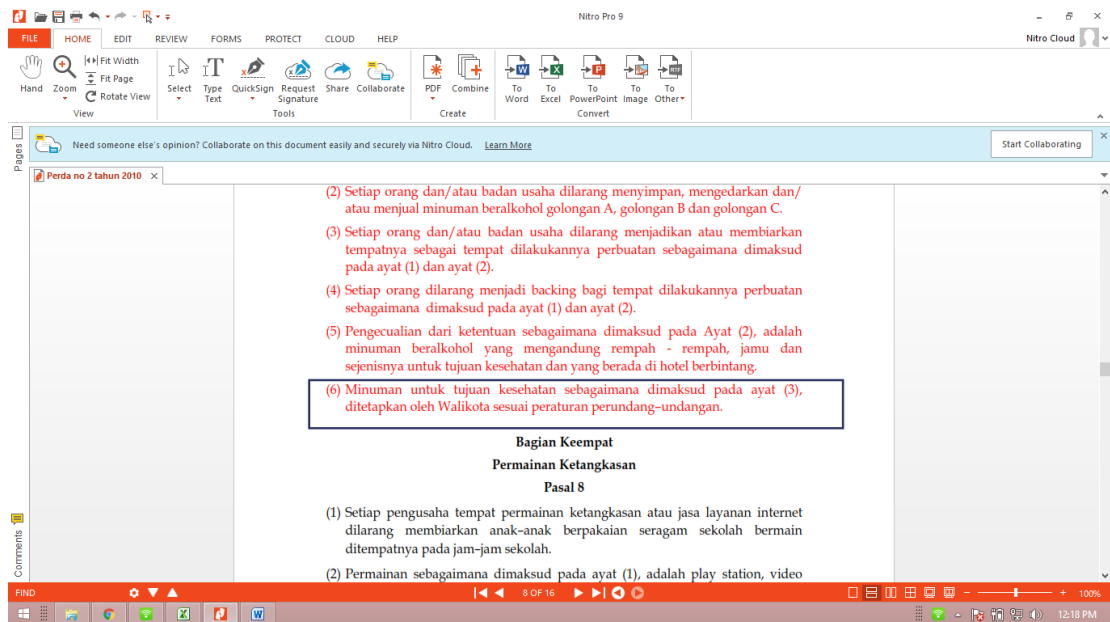 Nitro Pro 9
FILE HOME EDIT REVIEW FORMS PROTECT CLOUD HELP Nitro Cloud
Hand Zoom Fit Width Fit Page Rotate View
View
Select Type Text QuickSign Request Signature Share Collaborate
Tools
PDF Combine
Create
To Word To Excel To PowerPoint To Image To Other
Convert
Pages
Need someone else's opinion? Collaborate on this document easily and securely via Nitro Cloud. Learn More Start Collaborating
Perda no 2 tahun 2010
(2) Setiap orang dan/atau badan usaha dilarang menyimpan, mengedarkan dan/
atau menjual minuman beralkohol golongan A, golongan B dan golongan C.
(3) Setiap orang dan/atau badan usaha dilarang menjadikan atau membiarkan
tempatnya sebagai tempat dilakukannya perbuatan sebagaimana dimaksud
pada ayat (1) dan ayat (2).
(4) Setiap orang dilarang menjadi backing bagi tempat dilakukannya perbuatan
sebagaimana dimaksud pada ayat (1) dan ayat (2).
(5) Pengecualian dari ketentuan sebagaimana dimaksud pada Ayat (2), adalah
minuman beralkohol yang mengandung rempah - rempah, jamu dan
sejenisnya untuk tujuan kesehatan dan yang berada di hotel berbintang.
(6) Minuman untuk tujuan kesehatan sebagaimana dimaksud pada ayat (3),
ditetapkan oleh Walikota sesuai peraturan perundang–undangan.
Bagian Keempat
Permainan Ketangkasan
Pasal 8
(1) Setiap pengusaha tempat permainan ketangkasan atau jasa layanan internet
dilarang membiarkan anak–anak berpakaian seragam sekolah bermain
ditempatnya pada jam–jam sekolah.
(2) Permainan sebagaimana dimaksud pada ayat (1), adalah play station, video
Comments
FIND 8 OF 16 100%
12:18 PM